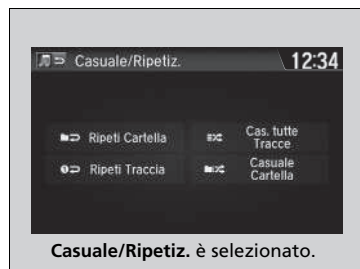 Casuale/Ripetiz.
12:34
Ripeti Cartella
Cas. tutte
Tracce
Ripeti Traccia
Casuale
Cartella
Casuale/Ripetiz. è selezionato.